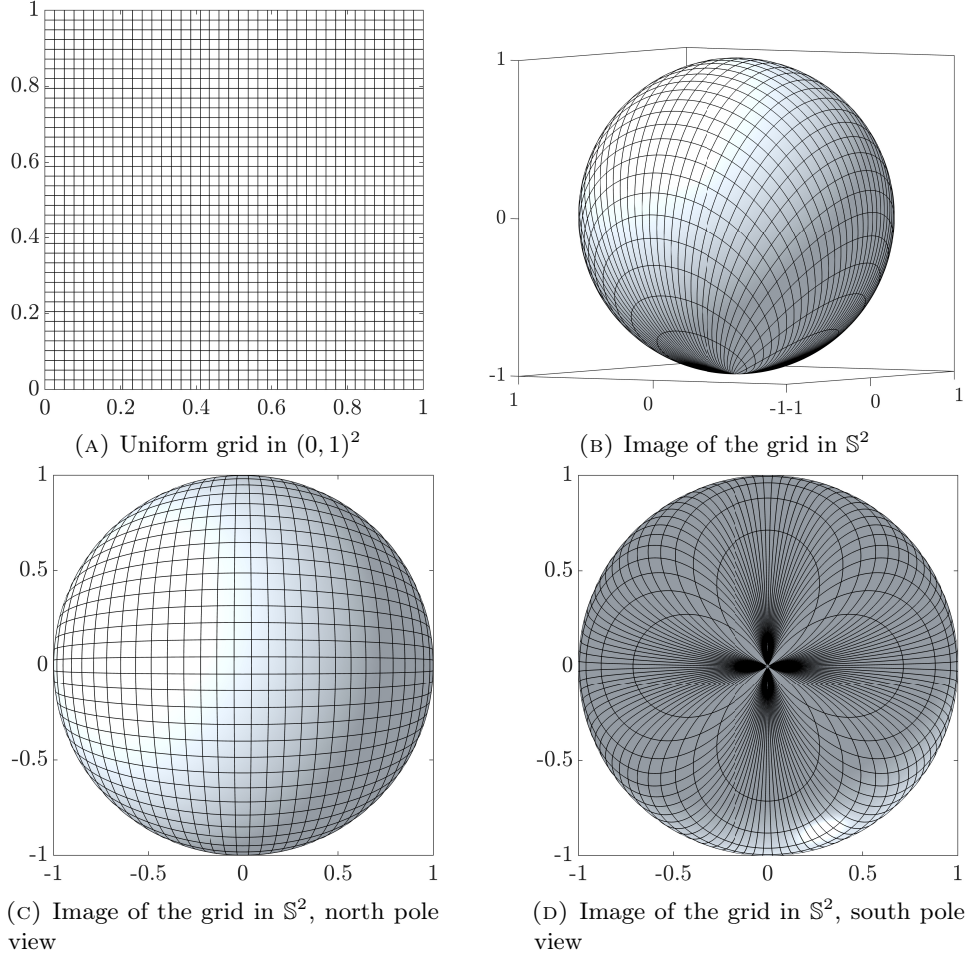 1
0.8
0.6
0.4
0.2
0
0 0.2 0.4 0.6 0.8 1
(A) Uniform grid in (0, 1)²
1
0
-1
1 0 -1-1 0 1
(B) Image of the grid in 𝕊²
1
0.5
0
-0.5
-1
-1 -0.5 0 0.5 1
(C) Image of the grid in 𝕊², north pole
view
1
0.5
0
-0.5
-1
-1 -0.5 0 0.5 1
(D) Image of the grid in 𝕊², south pole
view